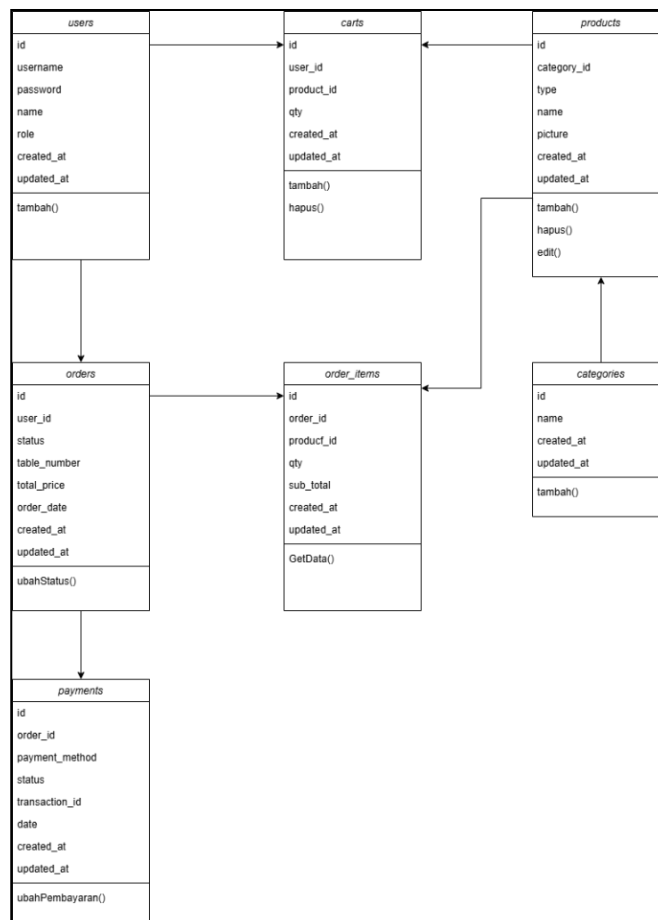 users
id
username
password
name
role
created_at
updated_at
tambah()
carts
id
user_id
product_id
qty
created_at
updated_at
tambah()
hapus()
products
id
category_id
type
name
picture
created_at
updated_at
tambah()
hapus()
edit()
orders
id
user_id
status
table_number
total_price
order_date
created_at
updated_at
ubahStatus()
order_items
id
order_id
producf_id
qty
sub_total
created_at
updated_at
GetData()
categories
id
name
created_at
updated_at
tambah()
payments
id
order_id
payment_method
status
transaction_id
date
created_at
updated_at
ubahPembayaran()